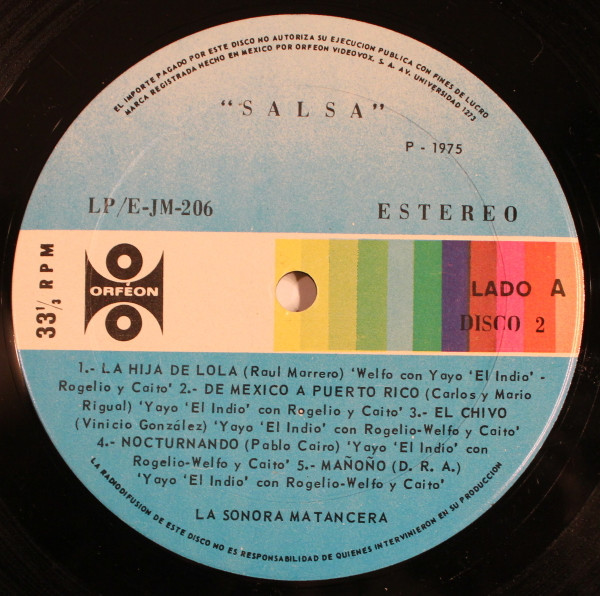 EL IMPORTE PAGADO POR ESTE DISCO NO AUTORIZA SU EJECUCION PUBLICA CON FINES DE LUCRO
MARCA REGISTRADA HECHO EN MEXICO POR ORFEON VIDEOVOX. S. A. AV. UNIVERSIDAD 1273
"SALSA"
P - 1975
LP/E-JM-206
ESTEREO
33 1/3 RPM
ORFEON
LADO A
DISCO 2
1.- LA HIJA DE LOLA (Raul Marrero) 'Welfo con Yayo 'El Indio' -
Rogelio y Caito' 2.- DE MEXICO A PUERTO RICO (Carlos y Mario
Rigual) 'Yayo 'El Indio' con Rogelio y Caito' 3.- EL CHIVO
(Vinicio González) 'Yayo 'El Indio' con Rogelio-Welfo y Caito'
4.- NOCTURNANDO (Pablo Cairo) 'Yayo 'El Indio' con
Rogelio-Welfo y Caito' 5.- MAÑOÑO (D. R. A.)
'Yayo 'El Indio' con Rogelio-Welfo y Caito'
LA SONORA MATANCERA
LA RADIODIFUSION DE ESTE DISCO NO ES RESPONSABILIDAD DE QUIENES INTERVINIERON EN SU PRODUCCION